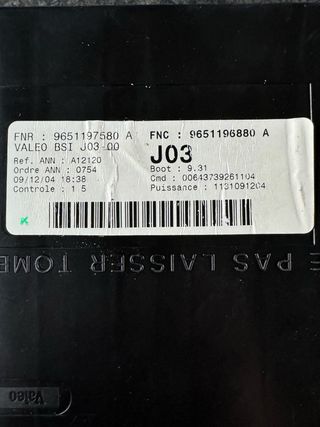 FNR : 9651197580 A
FNC : 9651196880 A
VALEO BSI J03-00
J03
Ref. ANN : A12120
Boot : 9.31
Ordre ANN : 0754
Cmd : 00643739261104
09/12/04 18:38
Puissance : 1131091204
Controle : 1 5
K
E PAS LAISSER TOMB
Valeo